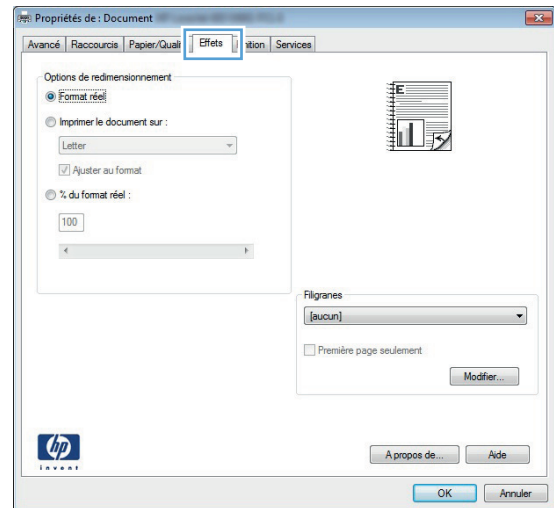 Propriétés de : Document
Avancé Raccourcis Papier/Quali Effets nition Services
Options de redimensionnement
Format réel
Imprimer le document sur :
Letter
Ajuster au format
% du format réel :
100
E
Filigranes
[aucun]
Première page seulement
Modifier...
hp
invent
A propos de... Aide
OK Annuler